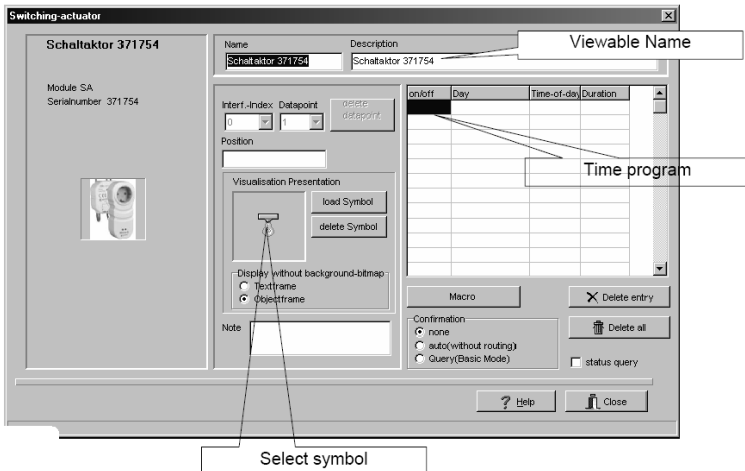 Switching-actuator
Schaltaktor 371754
Module SA
Serialnumber 371754
Name
Description
Schaltaktor 371754
Schaltaktor 371754
Viewable Name
Interf.-Index
Datapoint
delete datapoint
0
1
Position
Visualisation Presentation
load Symbol
delete Symbol
Display without background-bitmap
Textframe
Objectframe
Note
on/off
Day
Time-of-day
Duration
Time program
Macro
Delete entry
Confirmation
none
auto(without routing)
Query(Basic Mode)
Delete all
status query
? Help
Close
Select symbol